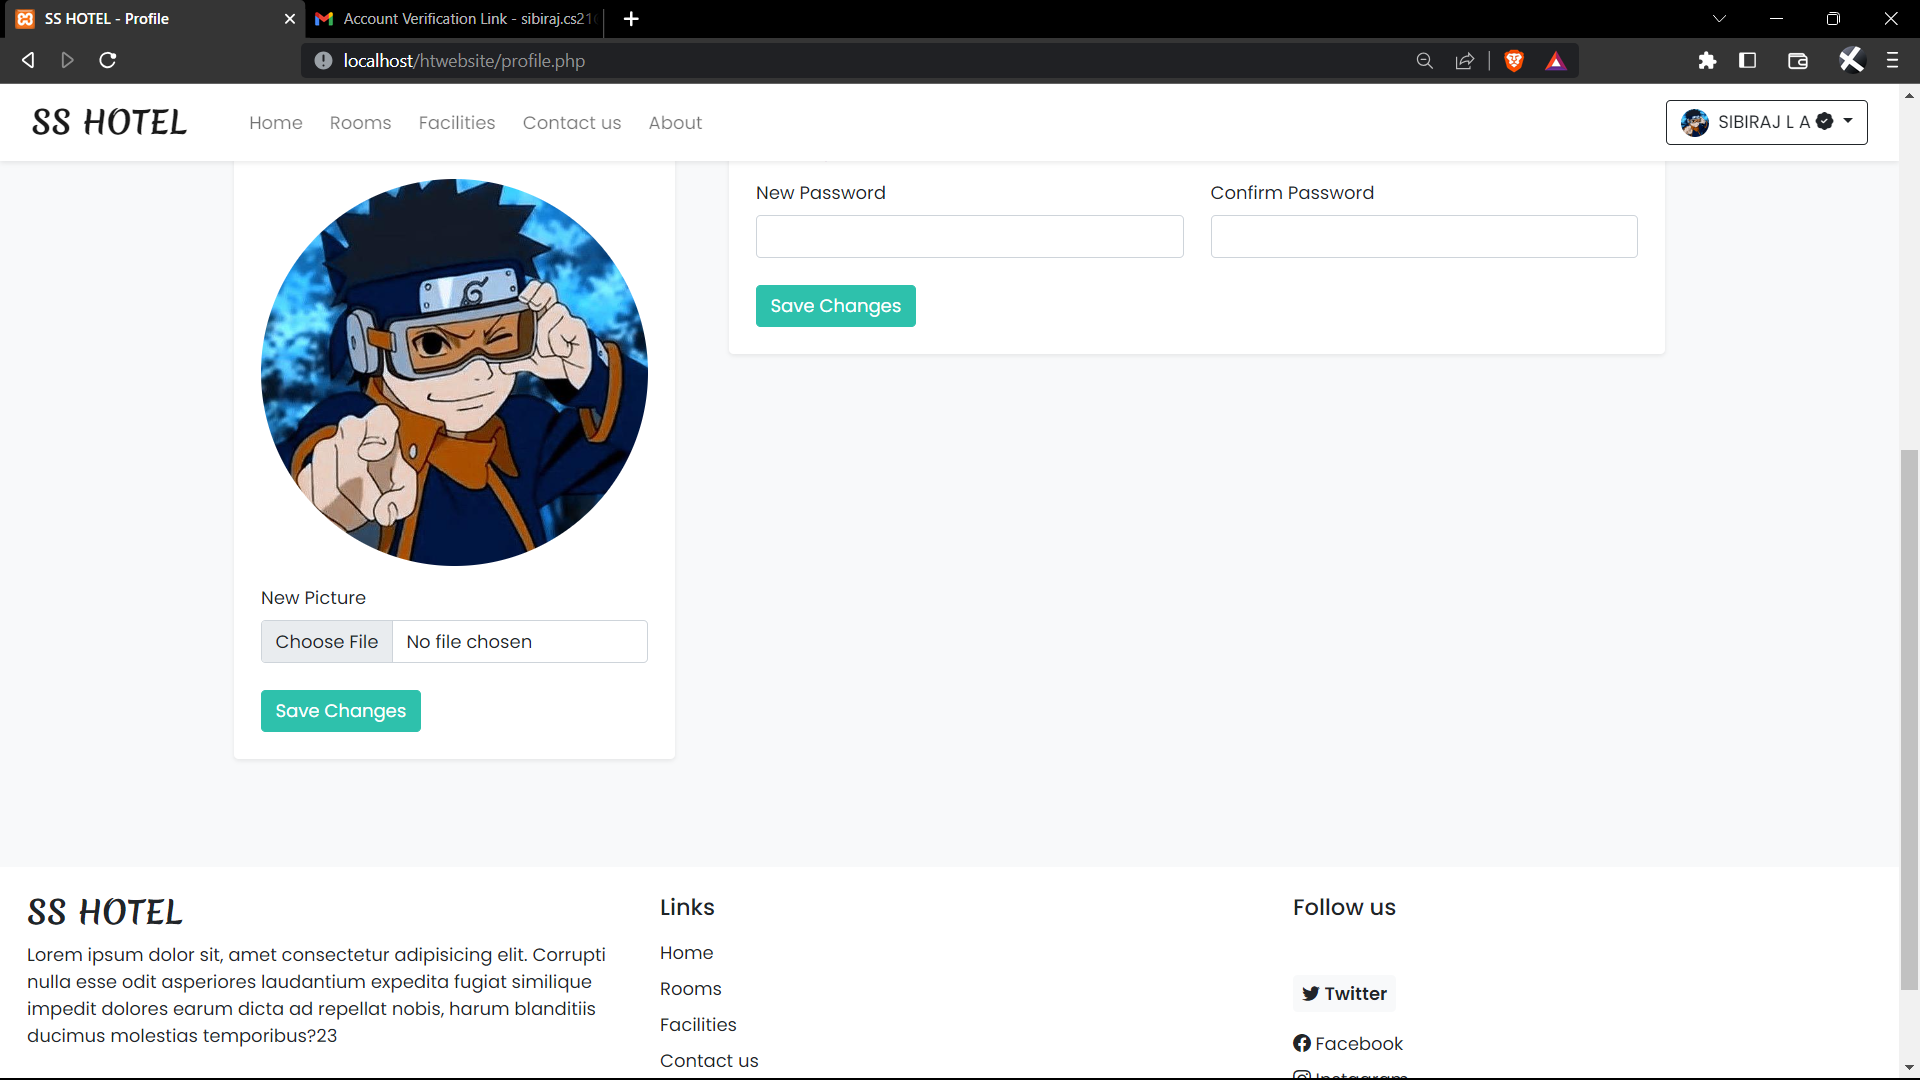 SS HOTEL - Profile
Account Verification Link - sibiraj.cs21
localhost/htwebsite/profile.php
SS HOTEL
Home
Rooms
Facilities
Contact us
About
SIBIRAJ L A
New Password
Confirm Password
Save Changes
New Picture
Choose File
No file chosen
Save Changes
SS HOTEL
Lorem ipsum dolor sit, amet consectetur adipisicing elit. Corrupti
nulla esse odit asperiores laudantium expedita fugiat similique
impedit dolores earum dicta ad repellat nobis, harum blanditiis
ducimus molestias temporibus?23
Links
Home
Rooms
Facilities
Contact us
Follow us
Twitter
Facebook
Instagram